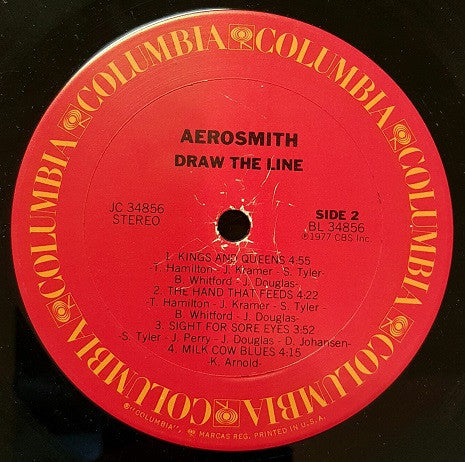 COLUMBIA COLUMBIA COLUMBIA COLUMBIA COLUMBIA COLUMBIA
AEROSMITH
DRAW THE LINE
JC 34856
STEREO
SIDE 2
BL 34856
℗1977 CBS Inc.
1. KINGS AND QUEENS 4:55
-T. Hamilton- J. Kramer - S. Tyler-
B. Whitford - J. Douglas-
2. THE HAND THAT FEEDS 4:22
-T. Hamilton - J. Kramer - S. Tyler
B. Whitford - J. Douglas-
3. SIGHT FOR SORE EYES 3:52
-S. Tyler - J. Perry - J. Douglas - D. Johansen-
4. MILK COW BLUES 4:15
-K. Arnold-
®"COLUMBIA", MARCAS REG. PRINTED IN U.S.A.